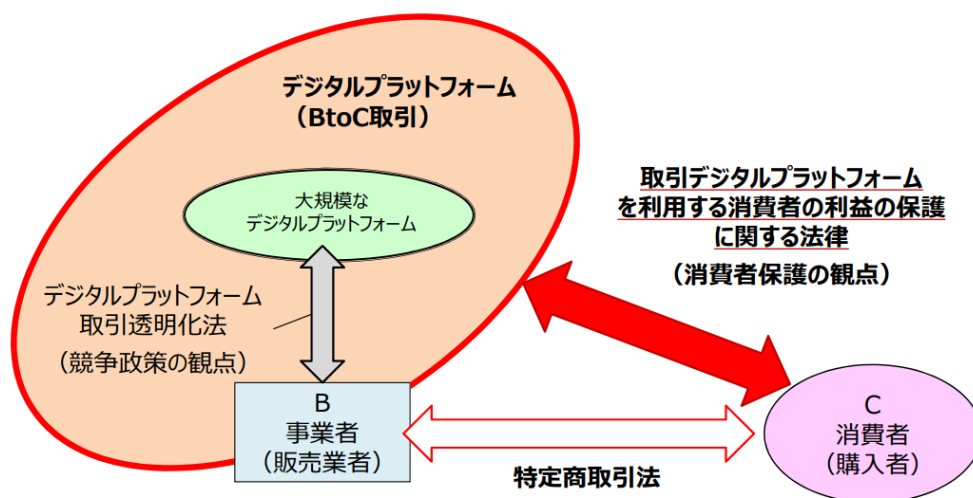 デジタルプラットフォーム
（BtoC取引）
大規模な
デジタルプラットフォーム
デジタルプラットフォーム
取引透明化法
（競争政策の観点）
取引デジタルプラットフォーム
を利用する消費者の利益の保護
に関する法律
（消費者保護の観点）
B
事業者
（販売業者）
C
消費者
（購入者）
特定商取引法